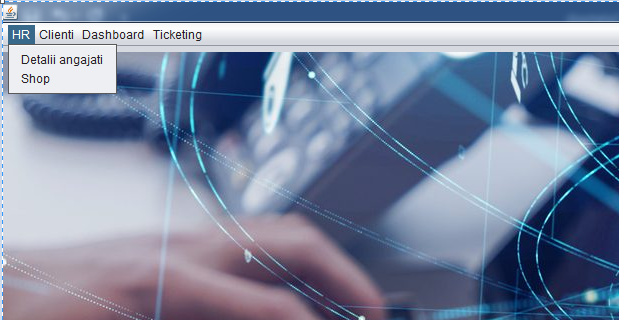 HR Clienti Dashboard Ticketing
Detalii angajati
Shop